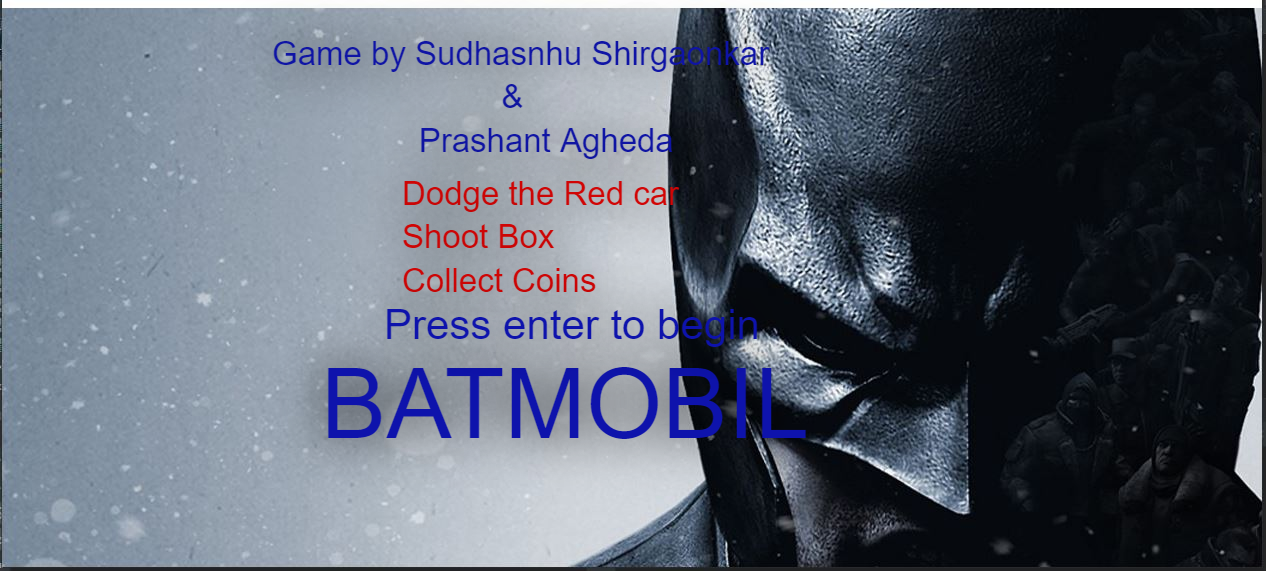 Game by Sudhasnhu Shirgaonkar
&
Prashant Agheda
Dodge the Red car
Shoot Box
Collect Coins
Press enter to begin
BATMOBIL